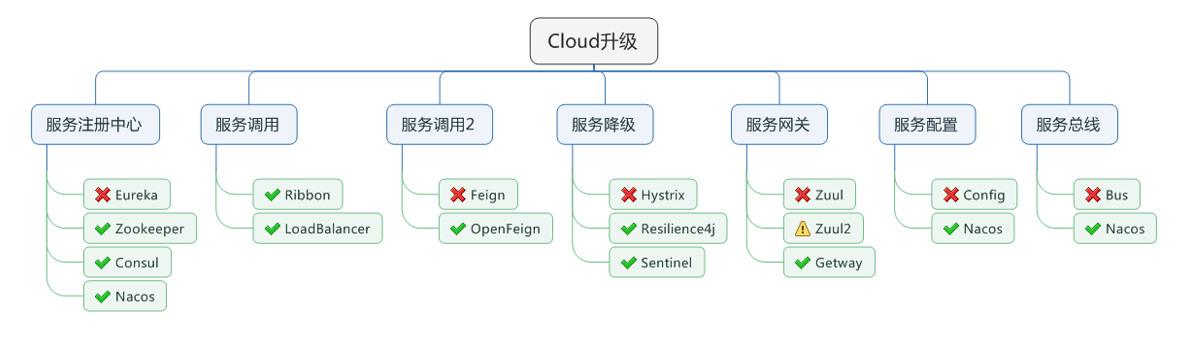 Cloud升级
服务注册中心
Eureka
Zookeeper
Consul
Nacos
服务调用
Ribbon
LoadBalancer
服务调用2
Feign
OpenFeign
服务降级
Hystrix
Resilience4j
Sentinel
服务网关
Zuul
Zuul2
Getway
服务配置
Config
Nacos
服务总线
Bus
Nacos